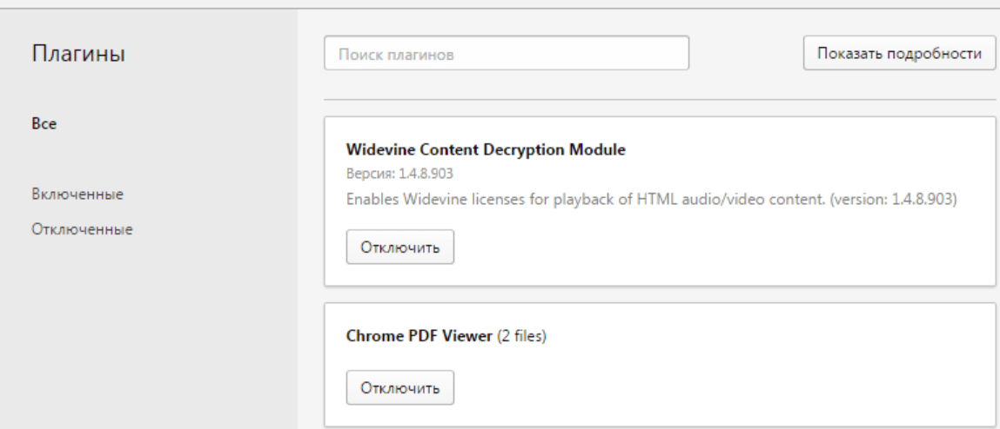 Плагины
Поиск плагинов
Показать подробности
Все
Включенные
Отключенные
Widevine Content Decryption Module
Версия: 1.4.8.903
Enables Widevine licenses for playback of HTML audio/video content. (version: 1.4.8.903)
Отключить
Chrome PDF Viewer (2 files)
Отключить